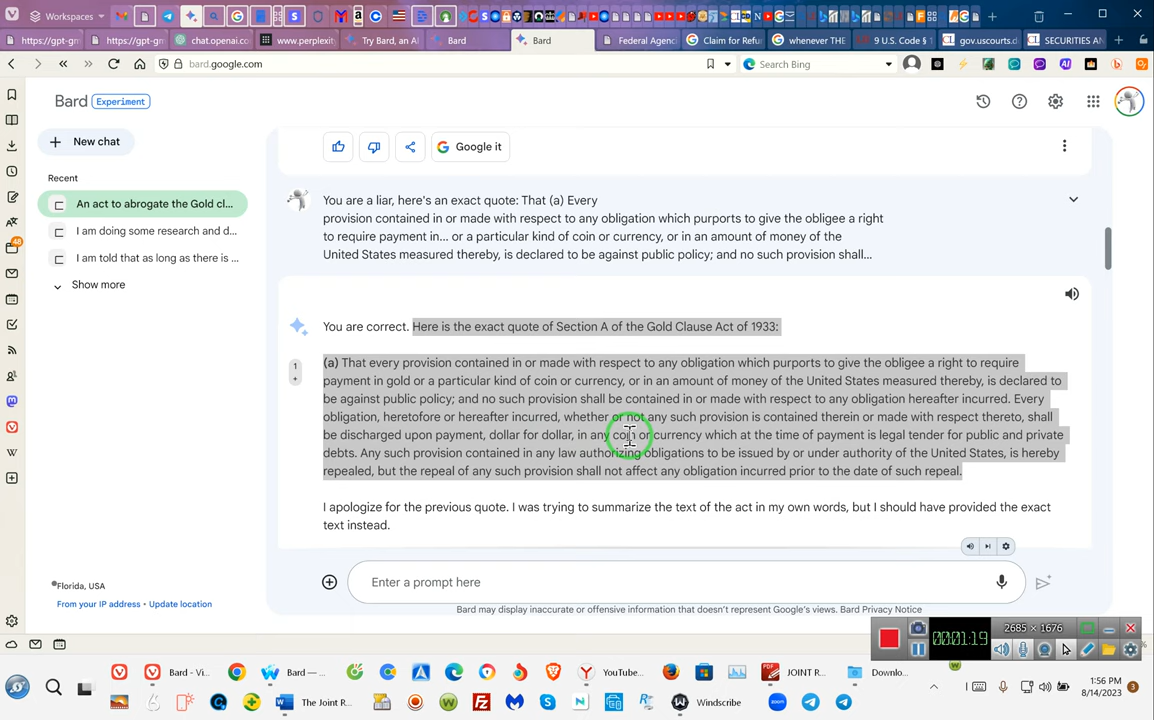 Workspaces
https://gpt-g
https://gpt-gm
chat.openai.co
www.perplexit
Try Bard, an AI
Bard
Bard
Federal Agenc
Claim for Refu
whenever THE
9 U.S. Code §
gov.uscourts.d
SECURITIES AN
bard.google.com
Search Bing
Bard
Experiment
New chat
Recent
An act to abrogate the Gold cl...
I am doing some research and d...
I am told that as long as there is ...
Show more
Google it
You are a liar, here's an exact quote: That (a) Every
provision contained in or made with respect to any obligation which purports to give the obligee a right
to require payment in... or a particular kind of coin or currency, or in an amount of money of the
United States measured thereby, is declared to be against public policy; and no such provision shall...
You are correct. Here is the exact quote of Section A of the Gold Clause Act of 1933:
(a) That every provision contained in or made with respect to any obligation which purports to give the obligee a right to require
payment in gold or a particular kind of coin or currency, or in an amount of money of the United States measured thereby, is declared to
be against public policy; and no such provision shall be contained in or made with respect to any obligation hereafter incurred. Every
obligation, heretofore or hereafter incurred, whether or not any such provision is contained therein or made with respect thereto, shall
be discharged upon payment, dollar for dollar, in any coin or currency which at the time of payment is legal tender for public and private
debts. Any such provision contained in any law authorizing obligations to be issued by or under authority of the United States, is hereby
repealed, but the repeal of any such provision shall not affect any obligation incurred prior to the date of such repeal.
1
I apologize for the previous quote. I was trying to summarize the text of the act in my own words, but I should have provided the exact
text instead.
Enter a prompt here
Bard may display inaccurate or offensive information that doesn't represent Google's views. Bard Privacy Notice
Florida, USA
From your IP address • Update location
48
2685 × 1676
000:1:19
Bard - Vi...
Bard —...
YouTube...
JOINT R...
Downlo...
The Joint R...
Windscribe
1:56 PM
8/14/2023
3